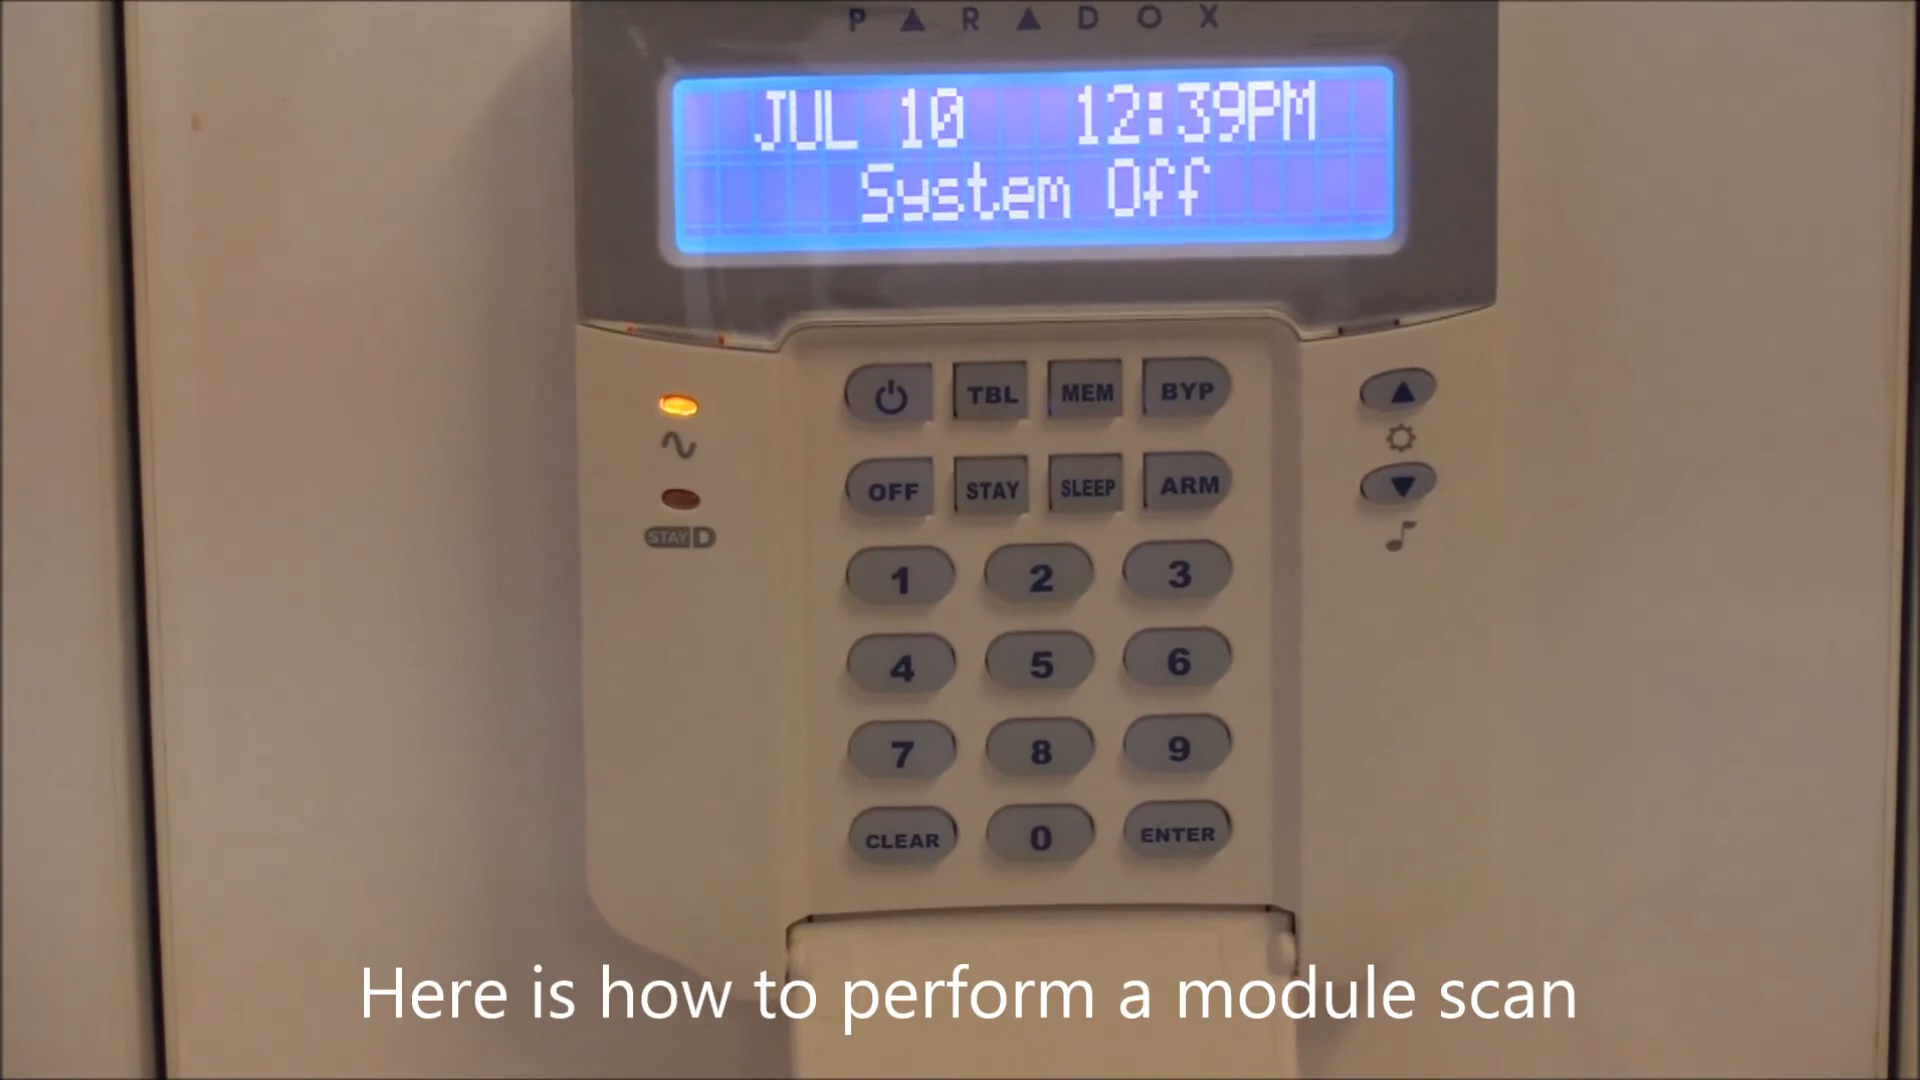 PARADOX
JUL 10 12:39PM
System Off
TBL MEM BYP
OFF STAY SLEEP ARM
STAY D
1 2 3
4 5 6
7 8 9
CLEAR 0 ENTER
Here is how to perform a module scan